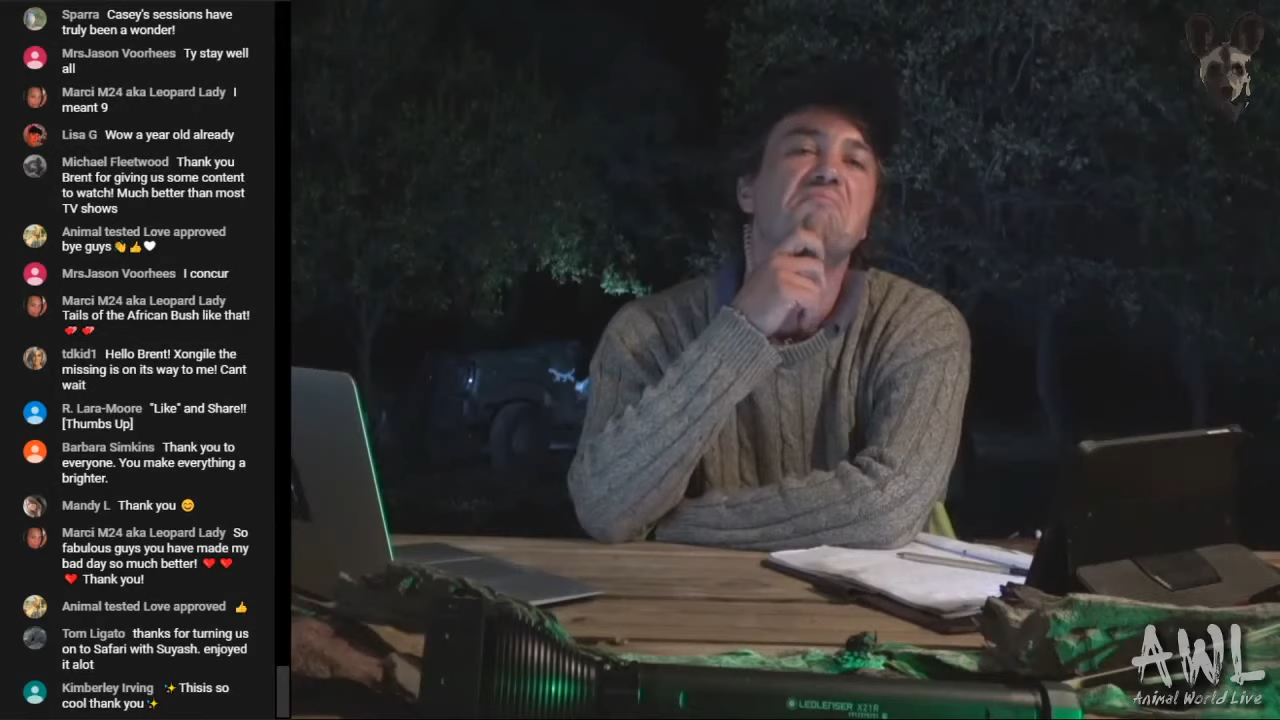 Sparra Casey's sessions have
truly been a wonder!
MrsJason Voorhees Ty stay well
all
Marci M24 aka Leopard Lady I
meant 9
Lisa G Wow a year old already
Michael Fleetwood Thank you
Brent for giving us some content
to watch! Much better than most
TV shows
Animal tested Love approved
bye guys 👋👍🤍
MrsJason Voorhees I concur
Marci M24 aka Leopard Lady
Tails of the African Bush like that!
💕 💕
tdkid1 Hello Brent! Xongile the
missing is on its way to me! Cant
wait
R. Lara-Moore "Like" and Share!!
[Thumbs Up]
Barbara Simkins Thank you to
everyone. You make everything a
brighter.
Mandy L Thank you 😊
Marci M24 aka Leopard Lady So
fabulous guys you have made my
bad day so much better! ❤️ ❤️
❤️ Thank you!
Animal tested Love approved 👍
Tom Ligato thanks for turning us
on to Safari with Suyash. enjoyed
it alot
Kimberley Irving ✨Thisis so
cool thank you✨
LEDLENSER X21R
AWL
Animal World Live